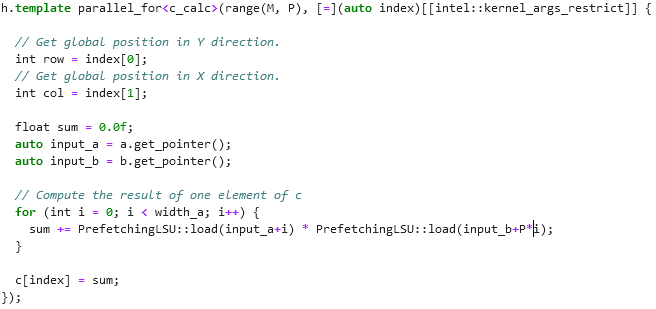 h.template parallel_for<c_calc>(range(M, P), [=](auto index)[[intel::kernel_args_restrict]] {
// Get global position in Y direction.
int row = index[0];
// Get global position in X direction.
int col = index[1];
float sum = 0.0f;
auto input_a = a.get_pointer();
auto input_b = b.get_pointer();
// Compute the result of one element of c
for (int i = 0; i < width_a; i++) {
sum += PrefetchingLSU::load(input_a+i) * PrefetchingLSU::load(input_b+P*i);
}
c[index] = sum;
});